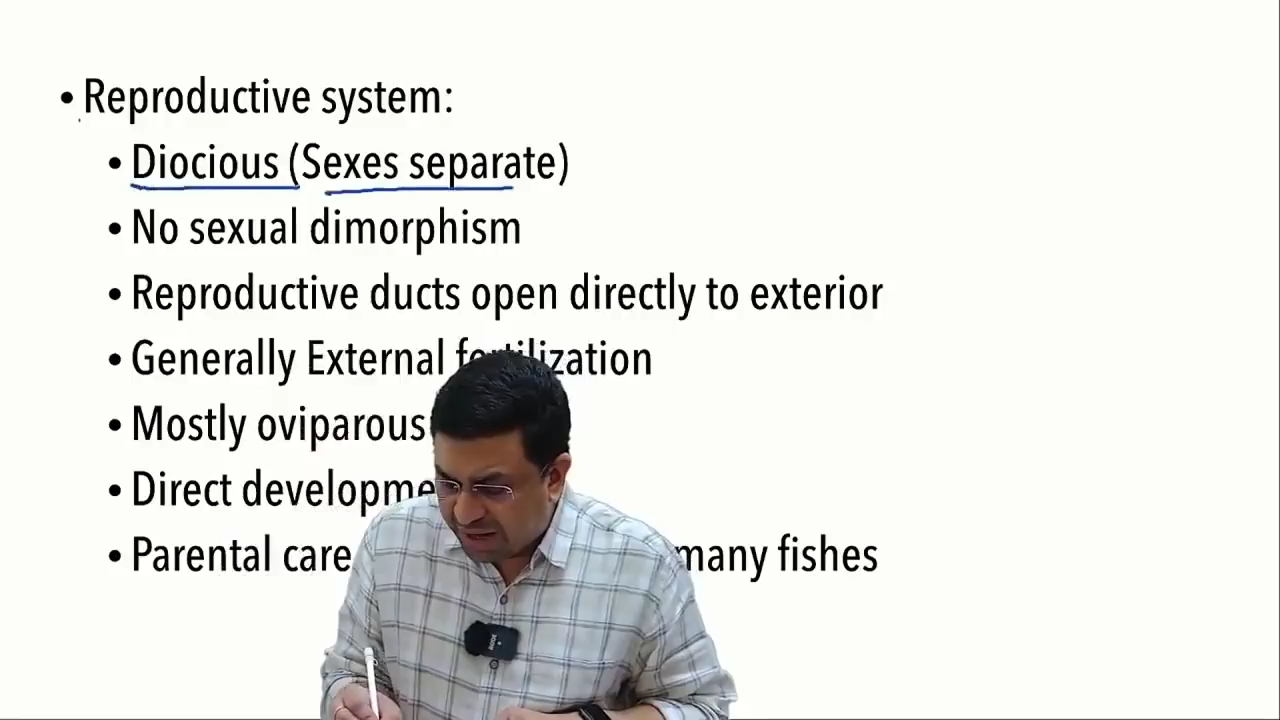 • Reproductive system:
• Diocious (Sexes separate)
• No sexual dimorphism
• Reproductive ducts open directly to exterior
• Generally External fertilization
• Mostly oviparous
• Direct
• Parental care many fishes